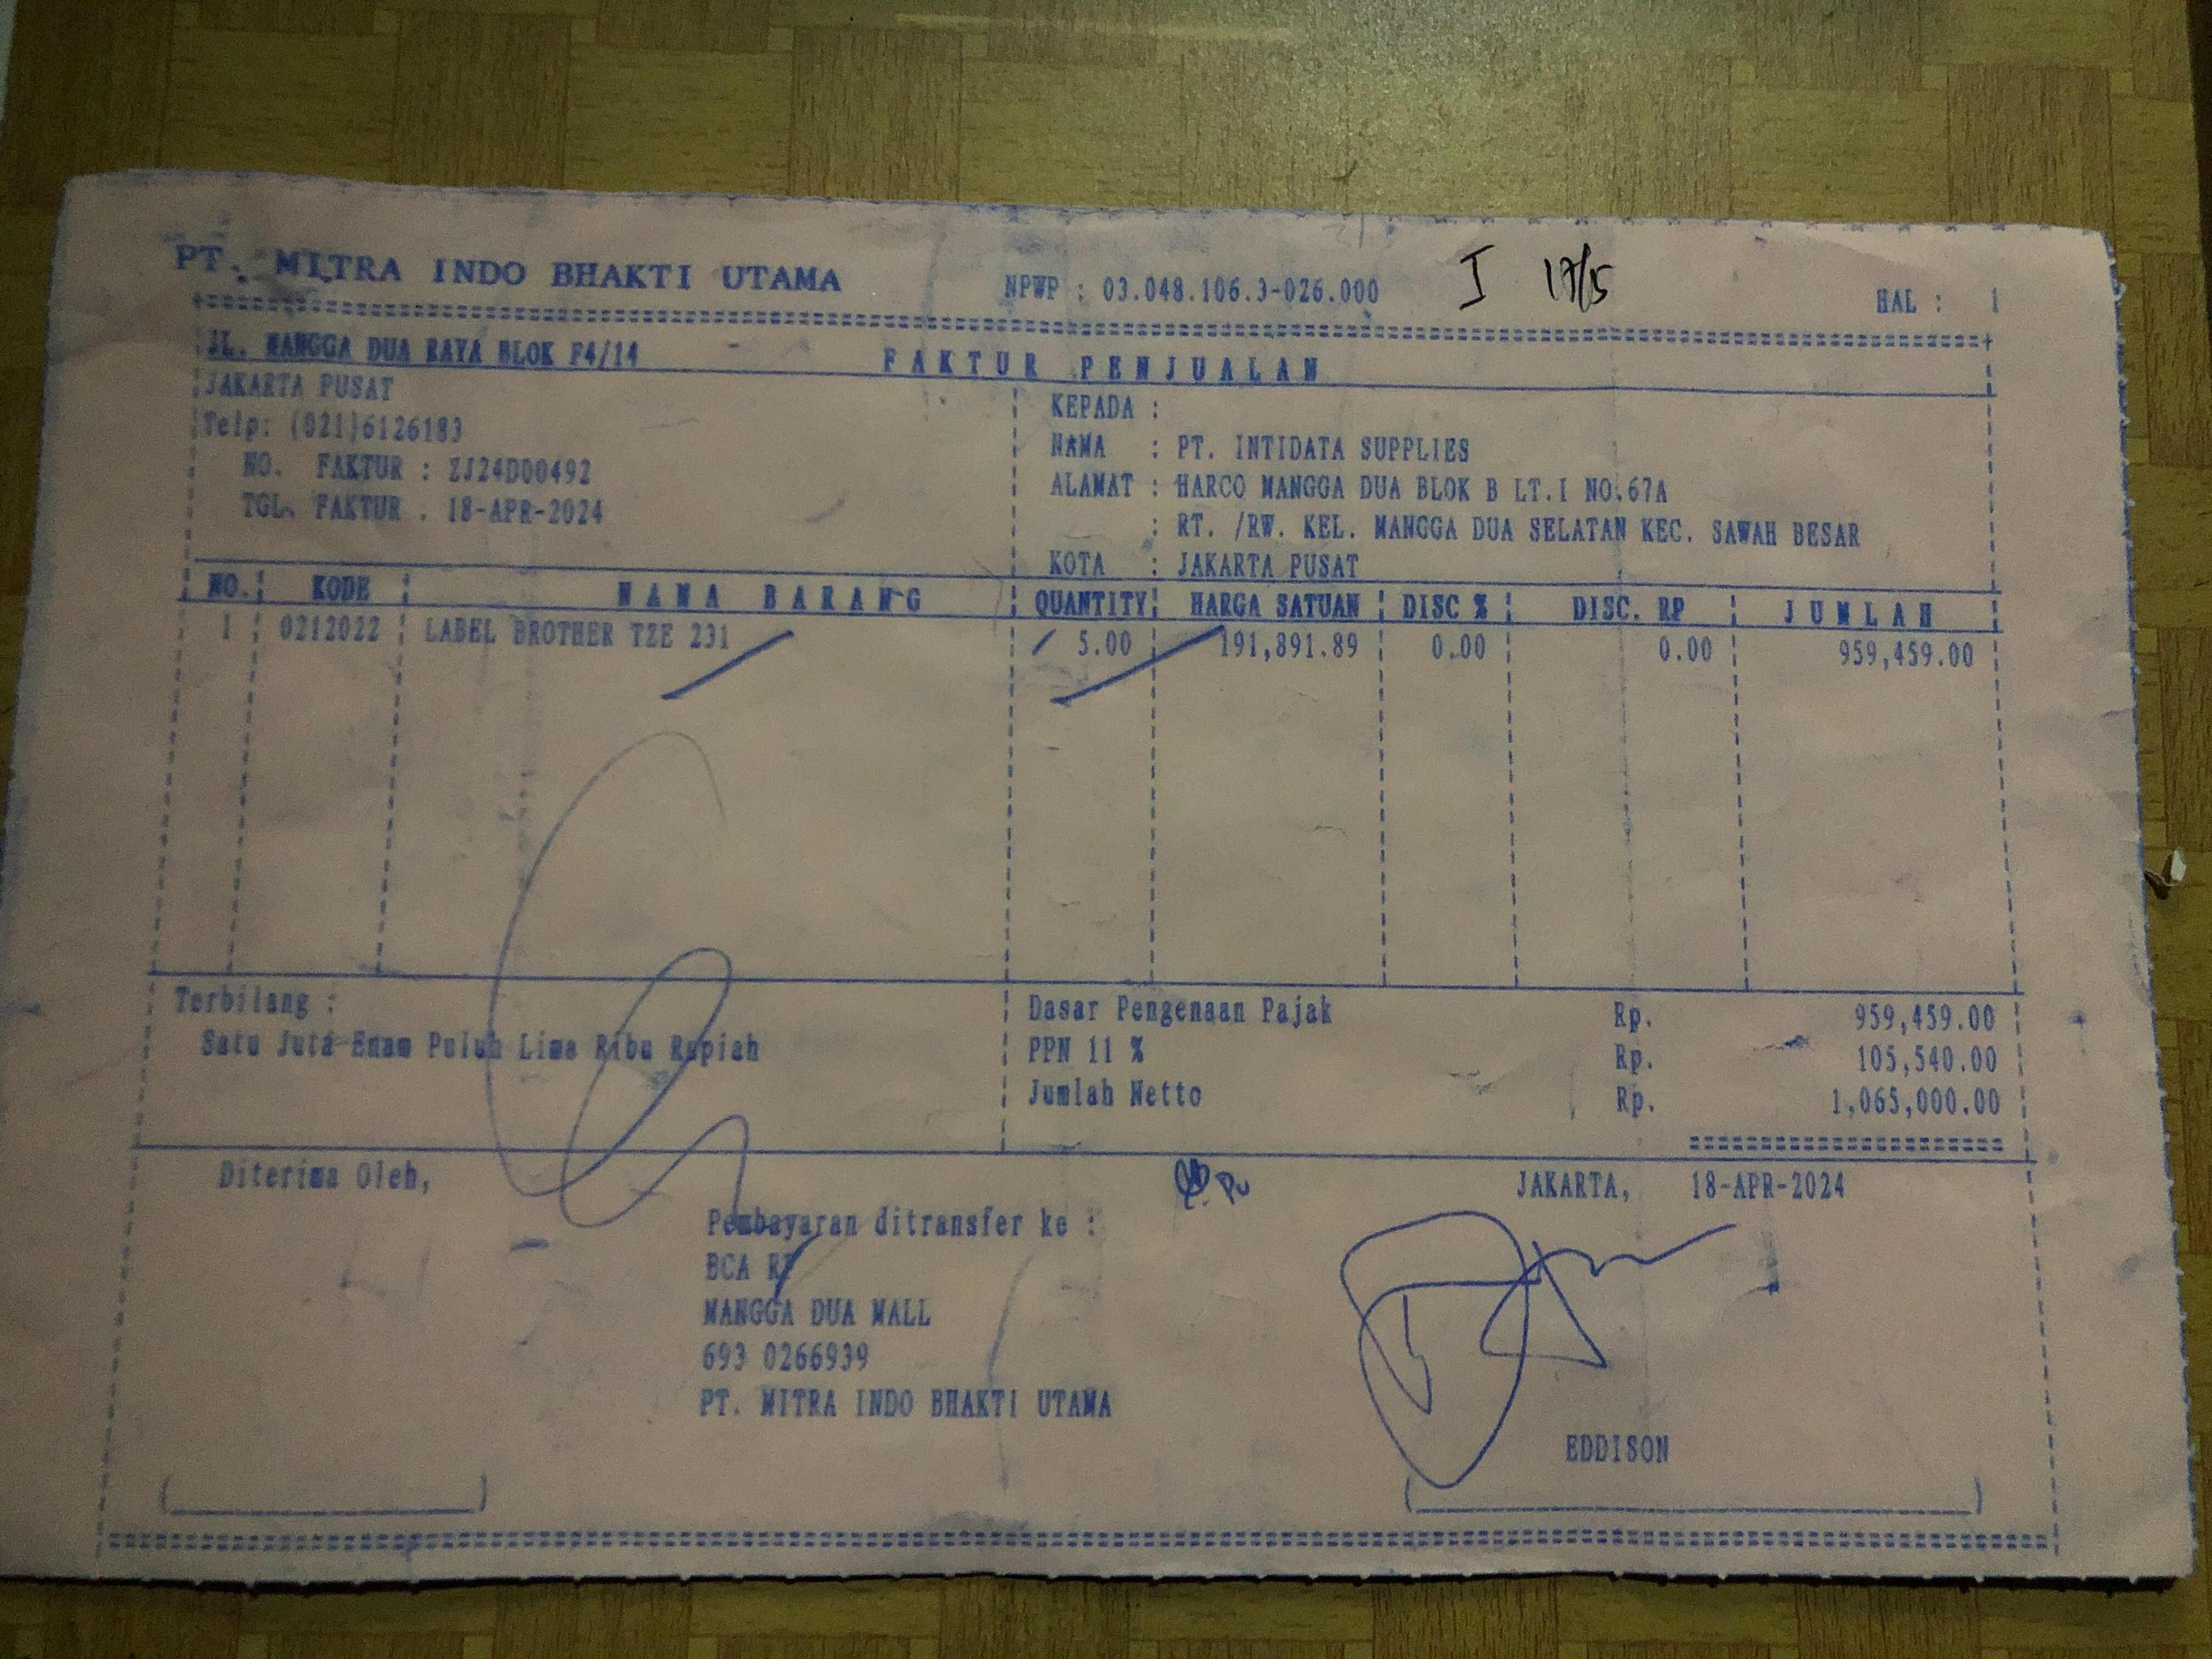 PT. MITRA INDO BHAKTI UTAMA NPWP : 03.048.106.3-026.000 I 17/5 HAL : 1
JL. MANGGA DUA RAYA BLOK F4/14 FAKTUR PENJUALAN
JAKARTA PUSAT
Telp: (021)6126183
NO. FAKTUR : ZJ24D00492
TGL. FAKTUR : 18-APR-2024
KEPADA :
NAMA : PT. INTIDATA SUPPLIES
ALAMAT : HARCO MANGGA DUA BLOK B LT.I NO.67A
: RT. /RW. KEL. MANGGA DUA SELATAN KEC. SAWAH BESAR
KOTA : JAKARTA PUSAT
NO. KODE NAMA BARANG QUANTITY HARGA SATUAN DISC % DISC. RP JUMLAH
1 0212022 LABEL BROTHER TZE 231 5.00 191,891.89 0.00 0.00 959,459.00
Terbilang :
Satu Juta Enam Puluh Lima Ribu Rupiah
Dasar Pengenaan Pajak Rp. 959,459.00
PPN 11 % Rp. 105,540.00
Jumlah Netto Rp. 1,065,000.00
Diterima Oleh,
Pembayaran ditransfer ke :
BCA
MANGGA DUA MALL
693 0266939
PT. MITRA INDO BHAKTI UTAMA
JAKARTA, 18-APR-2024
EDDISON